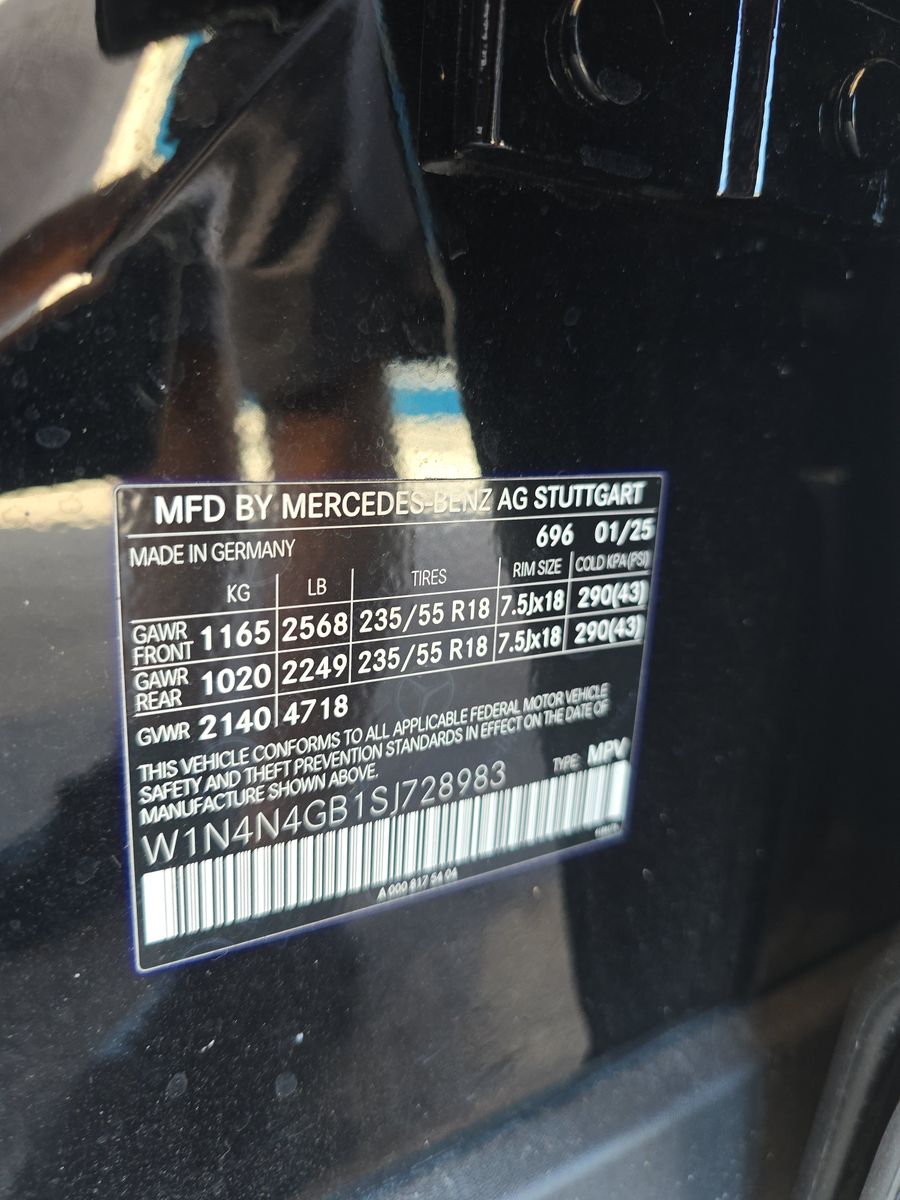 MFD BY MERCEDES-BENZ AG STUTTGART
696 01/25
MADE IN GERMANY
KG LB TIRES RIM SIZE COLD KPA(PSI)
GAWR FRONT 1165 2568 235/55 R18 7.5Jx18 290(43)
GAWR REAR 1020 2249 235/55 R18 7.5Jx18 290(43)
GVWR 2140 4718
THIS VEHICLE CONFORMS TO ALL APPLICABLE FEDERAL MOTOR VEHICLE
SAFETY AND THEFT PREVENTION STANDARDS IN EFFECT ON THE DATE OF
MANUFACTURE SHOWN ABOVE.
TYPE: MPV
W1N4N4GB1SJ728983
A 000 817 54 04